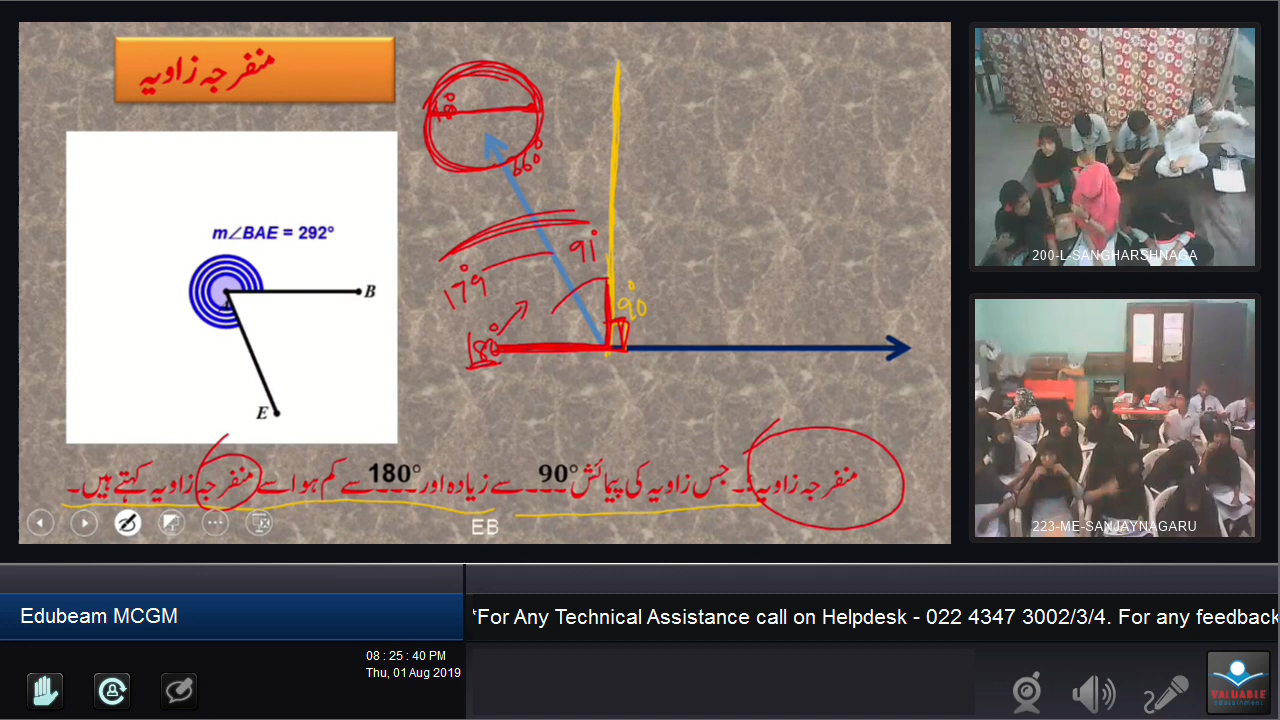 منفرجہ زاویہ
180°
360°
m∠BAE = 292°
B
E
91°
179°
180°
90°
منفرجہ زاویہ :۔ جس زاویہ کی پیمائش 90° سے زیادہ اور 180° سے کم ہو اسے منفرجہ زاویہ کہتے ہیں۔
EB
200-L-SANGHARSHNAGA
223-ME-SANJAYNAGARU
Edubeam MCGM
*For Any Technical Assistance call on Helpdesk - 022 4347 3002/3/4. For any feedback
08 : 25 : 40 PM
Thu, 01 Aug 2019
VALUABLE